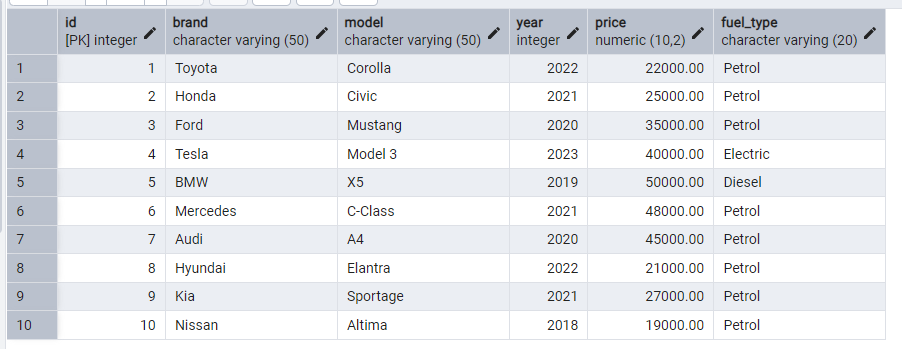 id brand model year price fuel_type
[PK] integer character varying (50) character varying (50) integer numeric (10,2) character varying (20)
1 1 Toyota Corolla 2022 22000.00 Petrol
2 2 Honda Civic 2021 25000.00 Petrol
3 3 Ford Mustang 2020 35000.00 Petrol
4 4 Tesla Model 3 2023 40000.00 Electric
5 5 BMW X5 2019 50000.00 Diesel
6 6 Mercedes C-Class 2021 48000.00 Petrol
7 7 Audi A4 2020 45000.00 Petrol
8 8 Hyundai Elantra 2022 21000.00 Petrol
9 9 Kia Sportage 2021 27000.00 Petrol
10 10 Nissan Altima 2018 19000.00 Petrol